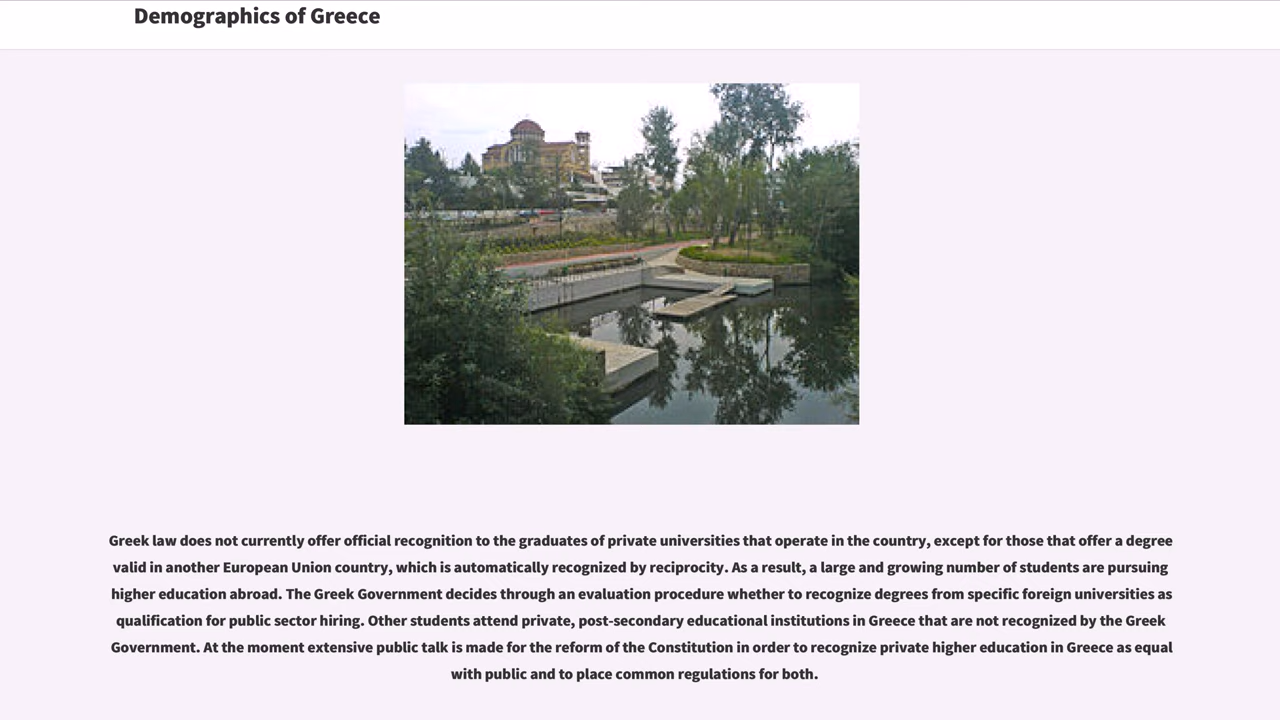 Demographics of Greece
Greek law does not currently offer official recognition to the graduates of private universities that operate in the country, except for those that offer a degree
valid in another European Union country, which is automatically recognized by reciprocity. As a result, a large and growing number of students are pursuing
higher education abroad. The Greek Government decides through an evaluation procedure whether to recognize degrees from specific foreign universities as
qualification for public sector hiring. Other students attend private, post-secondary educational institutions in Greece that are not recognized by the Greek
Government. At the moment extensive public talk is made for the reform of the Constitution in order to recognize private higher education in Greece as equal
with public and to place common regulations for both.